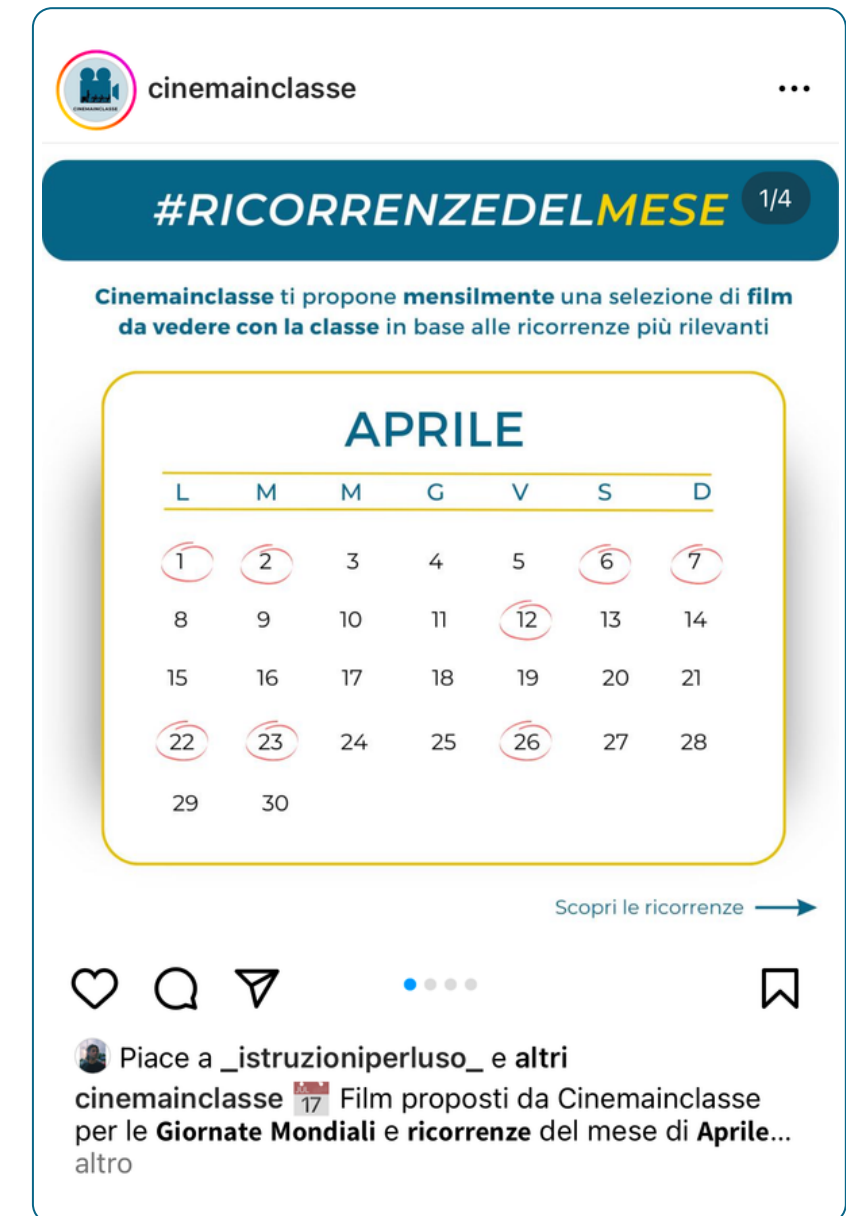 CINEMAINCLASSE
cinemainclasse
#RICORRENZEDELMESE
1/4
Cinemainclasse ti propone mensilmente una selezione di film
da vedere con la classe in base alle ricorrenze più rilevanti
APRILE
L M M G V S D
1 2 3 4 5 6 7
8 9 10 11 12 13 14
15 16 17 18 19 20 21
22 23 24 25 26 27 28
29 30
Scopri le ricorrenze
Piace a _istruzioniperluso_ e altri
cinemainclasse 17 Film proposti da Cinemainclasse
per le Giornate Mondiali e ricorrenze del mese di Aprile...
altro